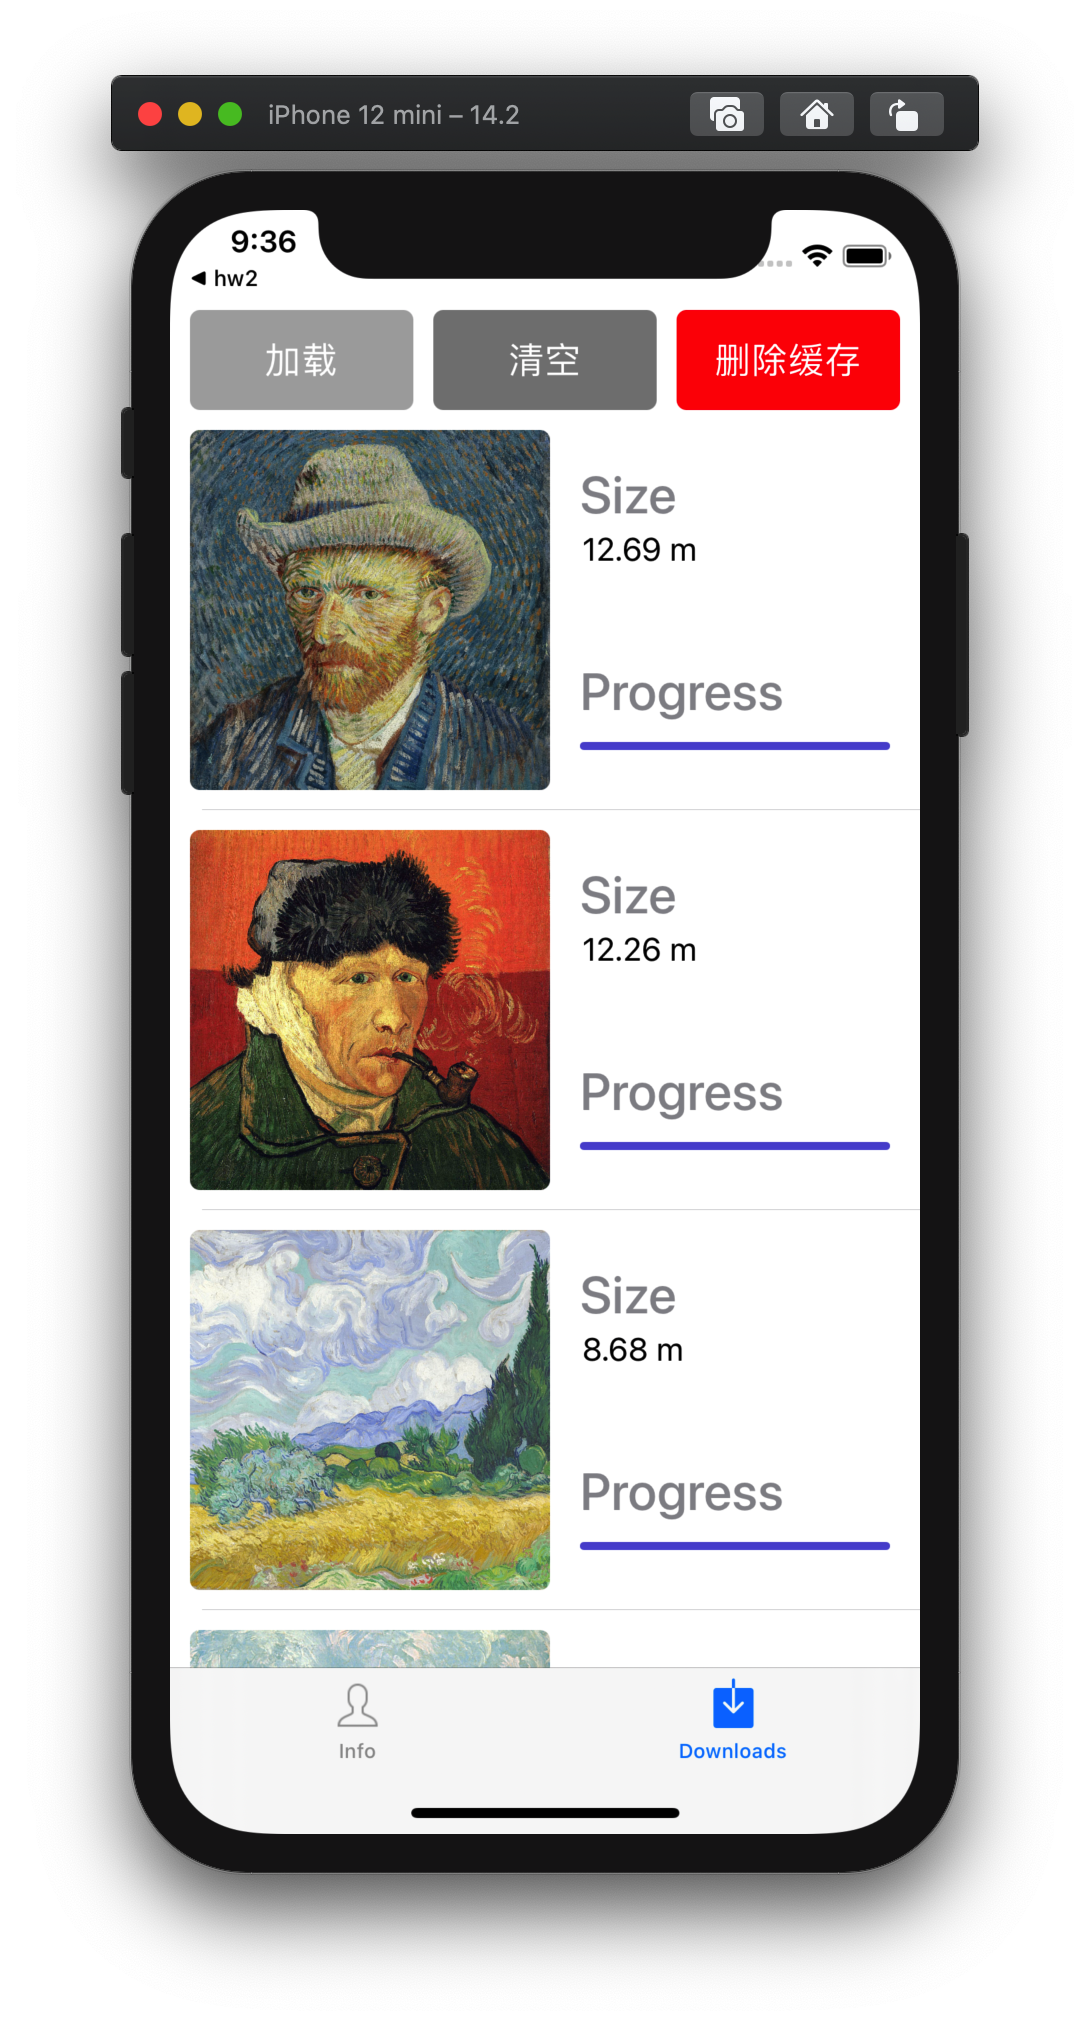 iPhone 12 mini – 14.2
9:36
◀ hw2
加载
清空
删除缓存
Size
12.69 m
Progress
Size
12.26 m
Progress
Size
8.68 m
Progress
Info
Downloads